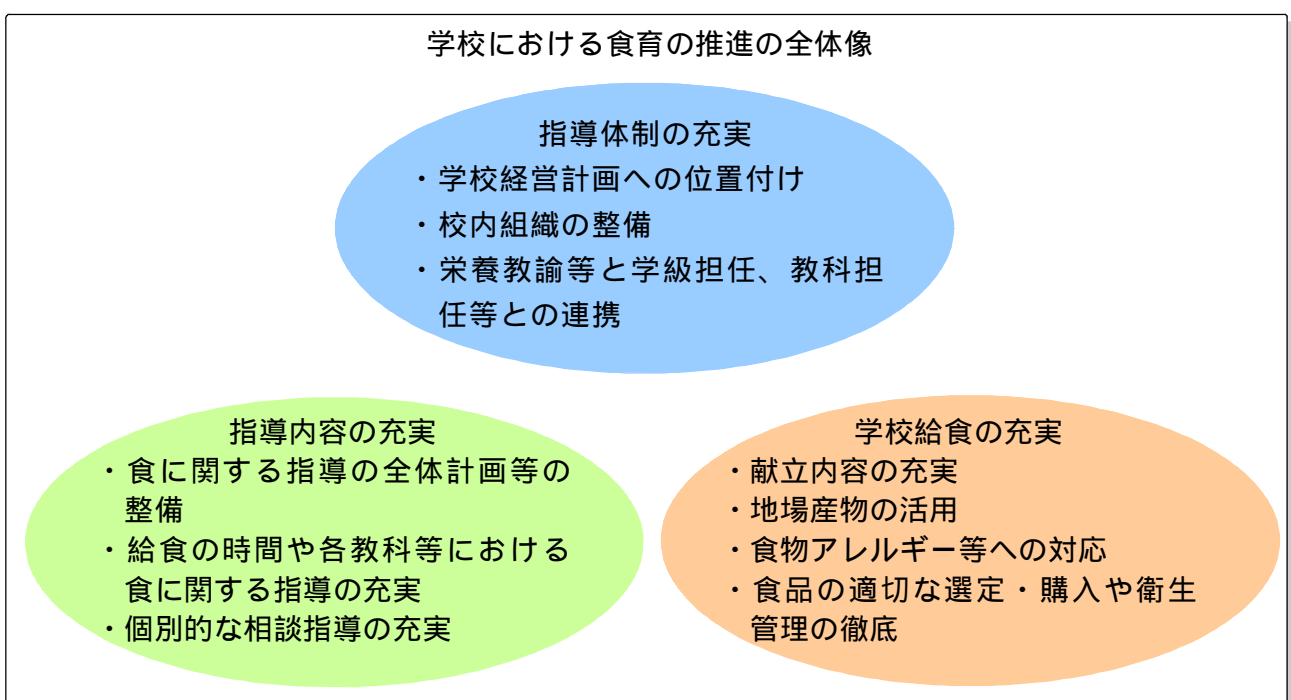 学校における食育の推進の全体像
指導体制の充実
・学校経営計画への位置付け
・校内組織の整備
・栄養教諭等と学級担任、教科担
任等との連携
指導内容の充実
・食に関する指導の全体計画等の
整備
・給食の時間や各教科等における
食に関する指導の充実
・個別的な相談指導の充実
学校給食の充実
・献立内容の充実
・地場産物の活用
・食物アレルギー等への対応
・食品の適切な選定・購入や衛生
管理の徹底